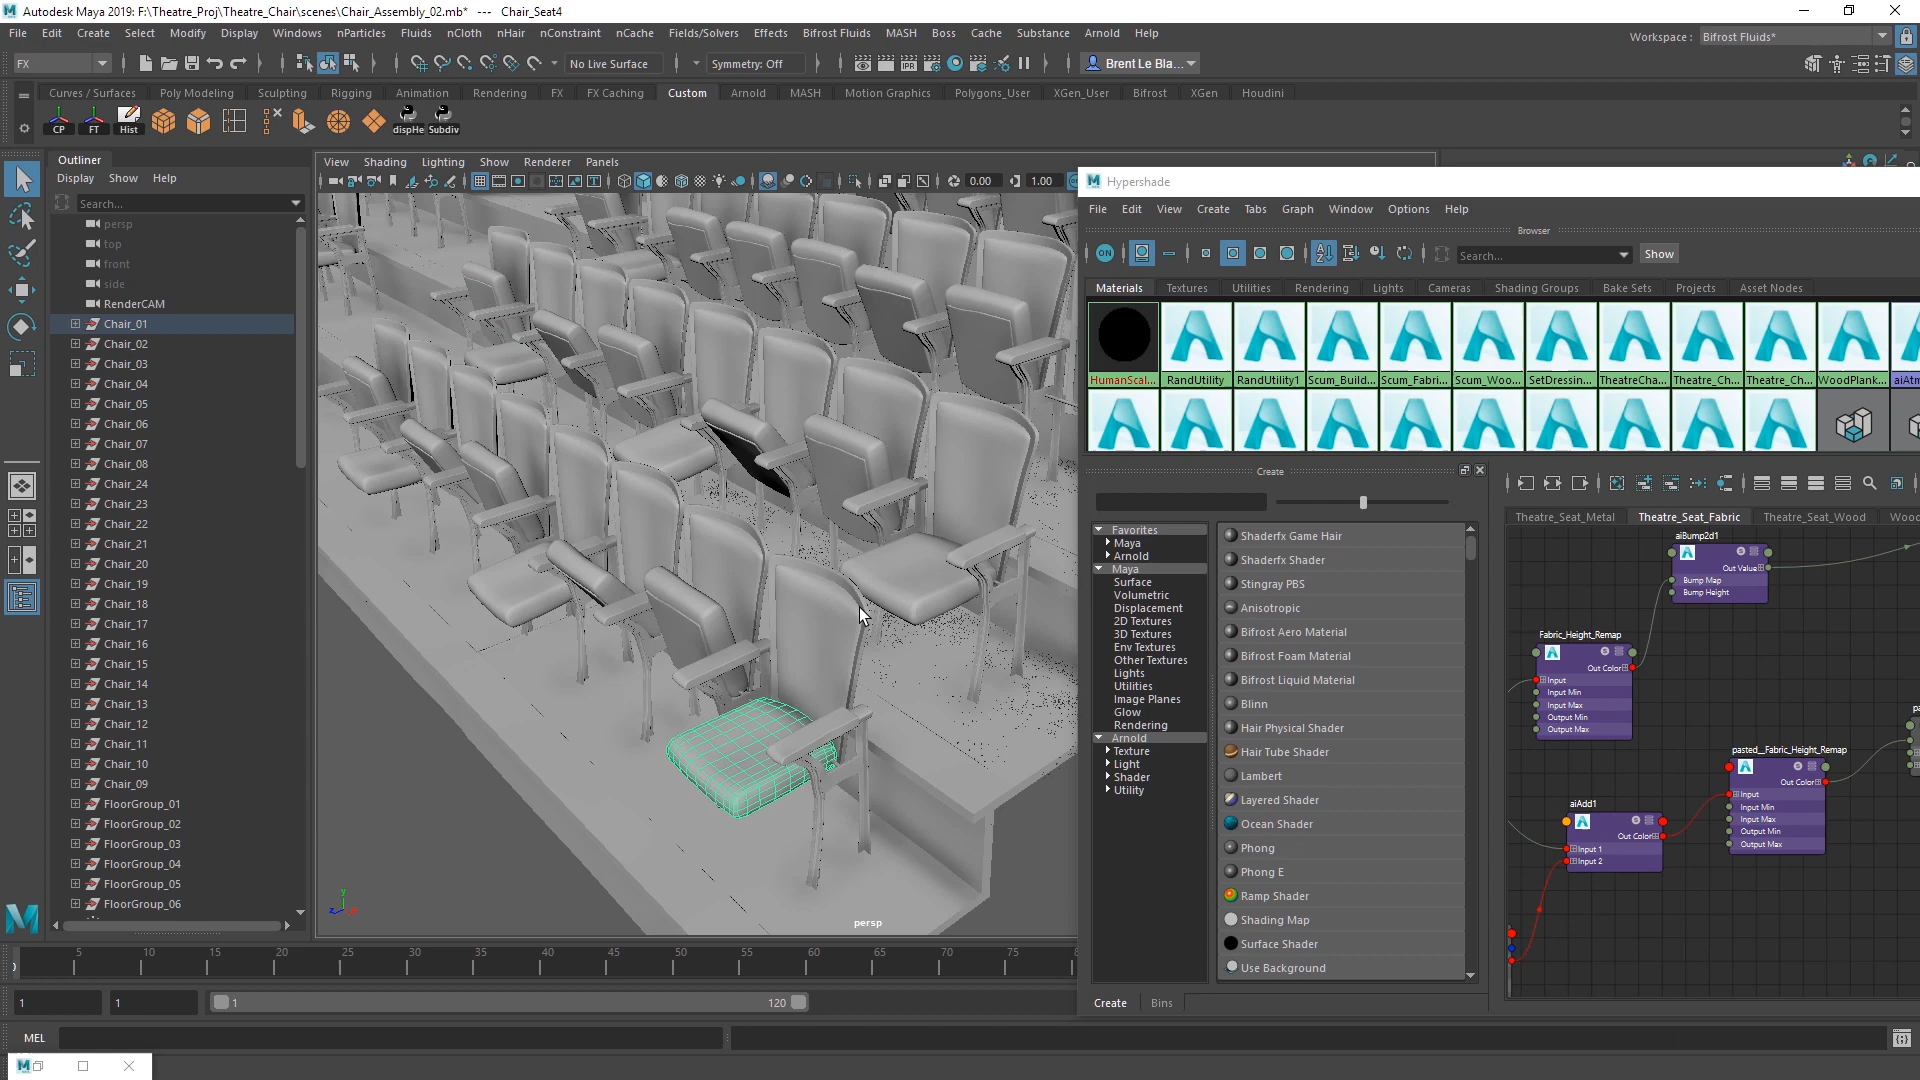 Autodesk Maya 2019: F:\Theatre_Proj\Theatre_Chair\scenes\Chair_Assembly_02.mb* --- Chair_Seat4
File Edit Create Select Modify Display Windows nParticles Fluids nCloth nHair nConstraint nCache Fields/Solvers Effects Bifrost Fluids MASH Boss Cache Substance Arnold Help
Workspace : Bifrost Fluids*
FX No Live Surface Symmetry: Off Brent Le Bla...
Curves / Surfaces Poly Modeling Sculpting Rigging Animation Rendering FX FX Caching Custom Arnold MASH Motion Graphics Polygons_User XGen_User Bifrost XGen Houdini
CP FT Hist dispHe Subdiv
Outliner
Display Show Help
Search...
persp
top
front
side
RenderCAM
Chair_01
Chair_02
Chair_03
Chair_04
Chair_05
Chair_06
Chair_07
Chair_08
Chair_24
Chair_23
Chair_22
Chair_21
Chair_20
Chair_19
Chair_18
Chair_17
Chair_16
Chair_15
Chair_14
Chair_13
Chair_12
Chair_11
Chair_10
Chair_09
FloorGroup_01
FloorGroup_02
FloorGroup_03
FloorGroup_04
FloorGroup_05
FloorGroup_06
View Shading Lighting Show Renderer Panels
0.00 1.00
persp
Hypershade
File Edit View Create Tabs Graph Window Options Help
Browser
ON Search... Show
Materials Textures Utilities Rendering Lights Cameras Shading Groups Bake Sets Projects Asset Nodes
HumanScal... RandUtility RandUtility1 Scum_Build... Scum_Fabri... Scum_Woo... SetDressin... TheatreCha... Theatre_Ch... Theatre_Ch... WoodPlank... aiAtm
Create
Favorites
Maya
Arnold
Maya
Surface
Volumetric
Displacement
2D Textures
3D Textures
Env Textures
Other Textures
Lights
Utilities
Image Planes
Glow
Rendering
Arnold
Texture
Light
Shader
Utility
Shaderfx Game Hair
Shaderfx Shader
Stingray PBS
Anisotropic
Bifrost Aero Material
Bifrost Foam Material
Bifrost Liquid Material
Blinn
Hair Physical Shader
Hair Tube Shader
Lambert
Layered Shader
Ocean Shader
Phong
Phong E
Ramp Shader
Shading Map
Surface Shader
Use Background
Create Bins
Theatre_Seat_Metal Theatre_Seat_Fabric Theatre_Seat_Wood Wood
aiBump2d1
Out Value
Bump Map
Bump Height
Fabric_Height_Remap
Out Color
Input
Input Min
Input Max
Output Min
Output Max
pa
pasted__Fabric_Height_Remap
Out Color
Input
Input Min
Input Max
Output Min
Output Max
aiAdd1
Out Color
Input 1
Input 2
5 10 15 20 25 30 35 40 45 50 55 60 65 70 75 8
1 1 1 120
MEL